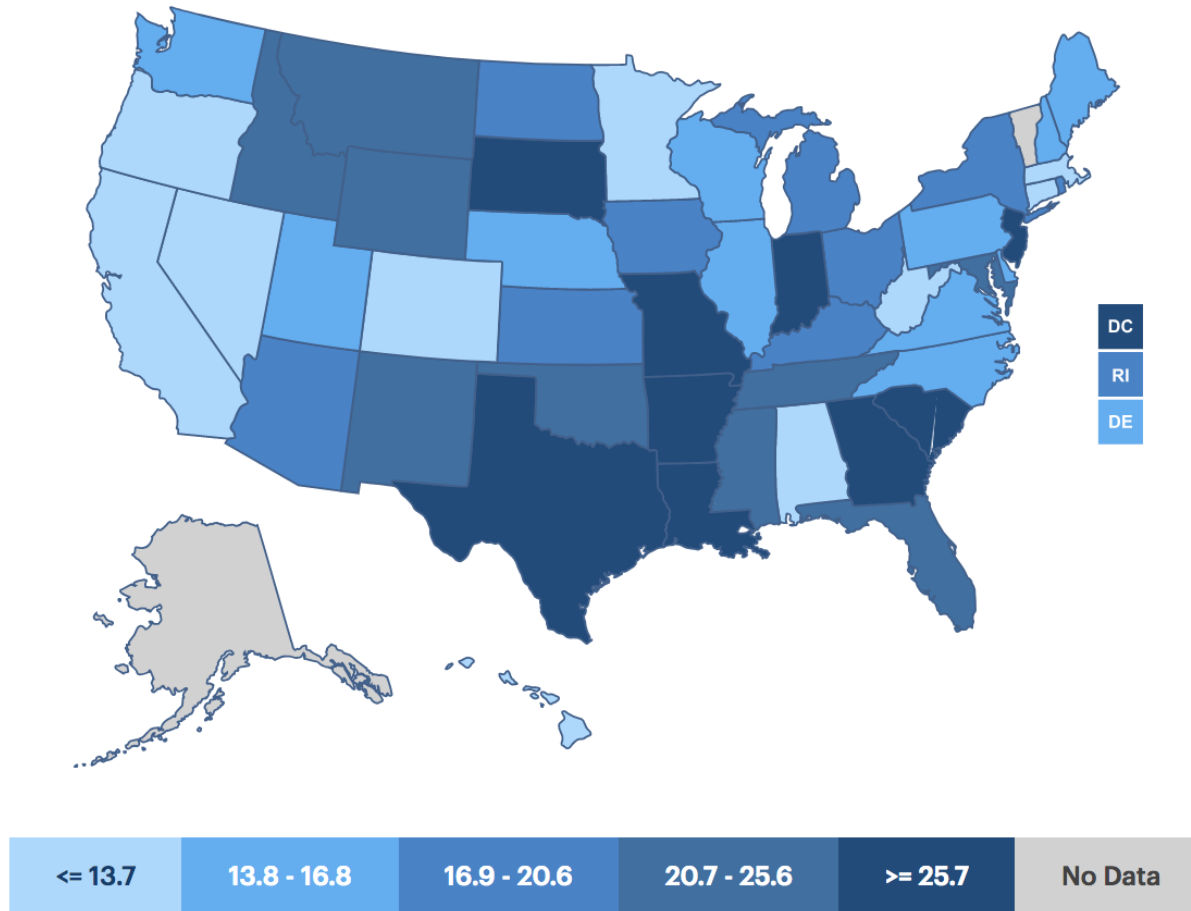 DC
RI
DE
<= 13.7 13.8 - 16.8 16.9 - 20.6 20.7 - 25.6 >= 25.7 No Data